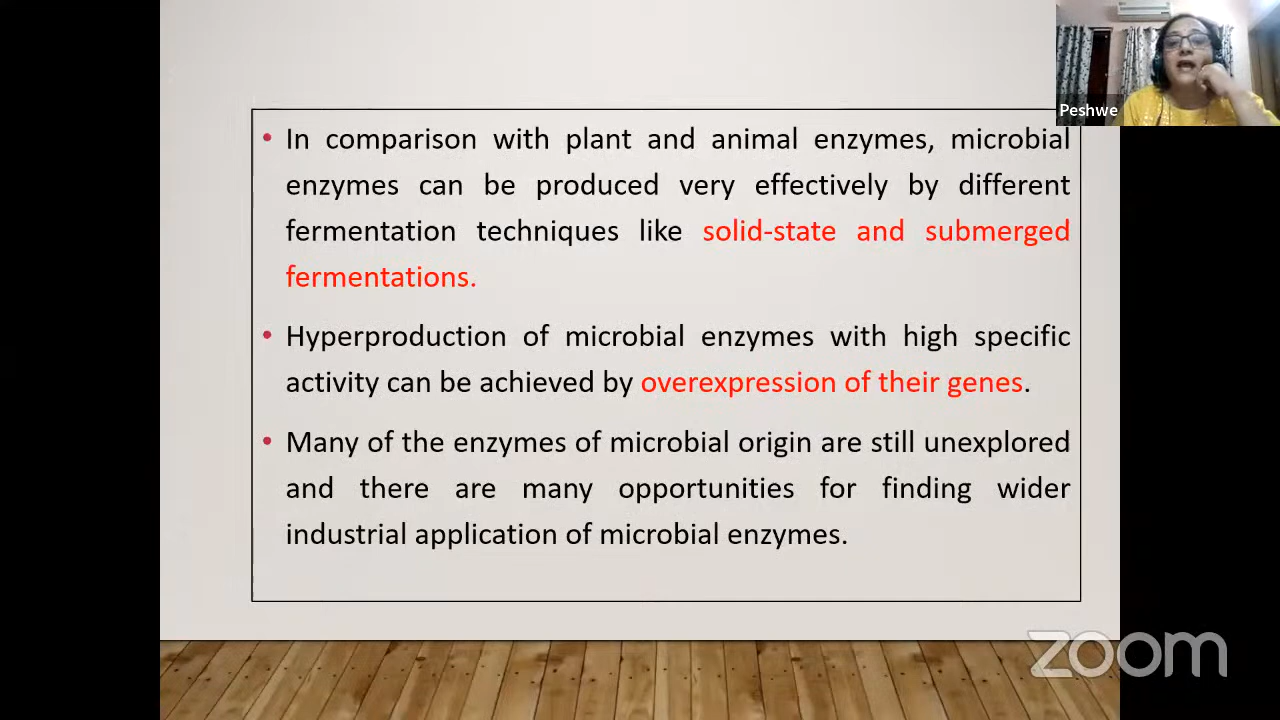 Peshwe
• In comparison with plant and animal enzymes, microbial
enzymes can be produced very effectively by different
fermentation techniques like solid-state and submerged
fermentations.
• Hyperproduction of microbial enzymes with high specific
activity can be achieved by overexpression of their genes.
• Many of the enzymes of microbial origin are still unexplored
and there are many opportunities for finding wider
industrial application of microbial enzymes.
zoom